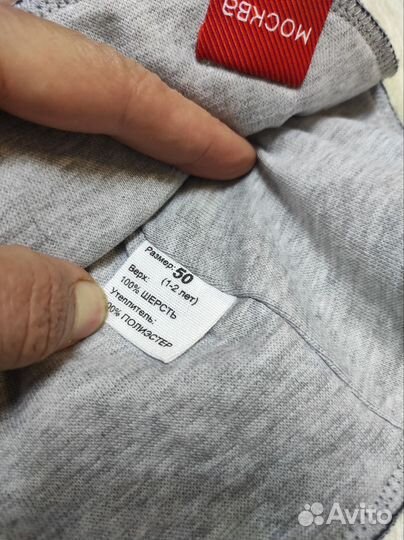 МОСКВА
Размер: 50
(1-2 лет)
Верх:
100% ШЕРСТЬ
Утеплитель:
100% ПОЛИЭСТЕР
Avito